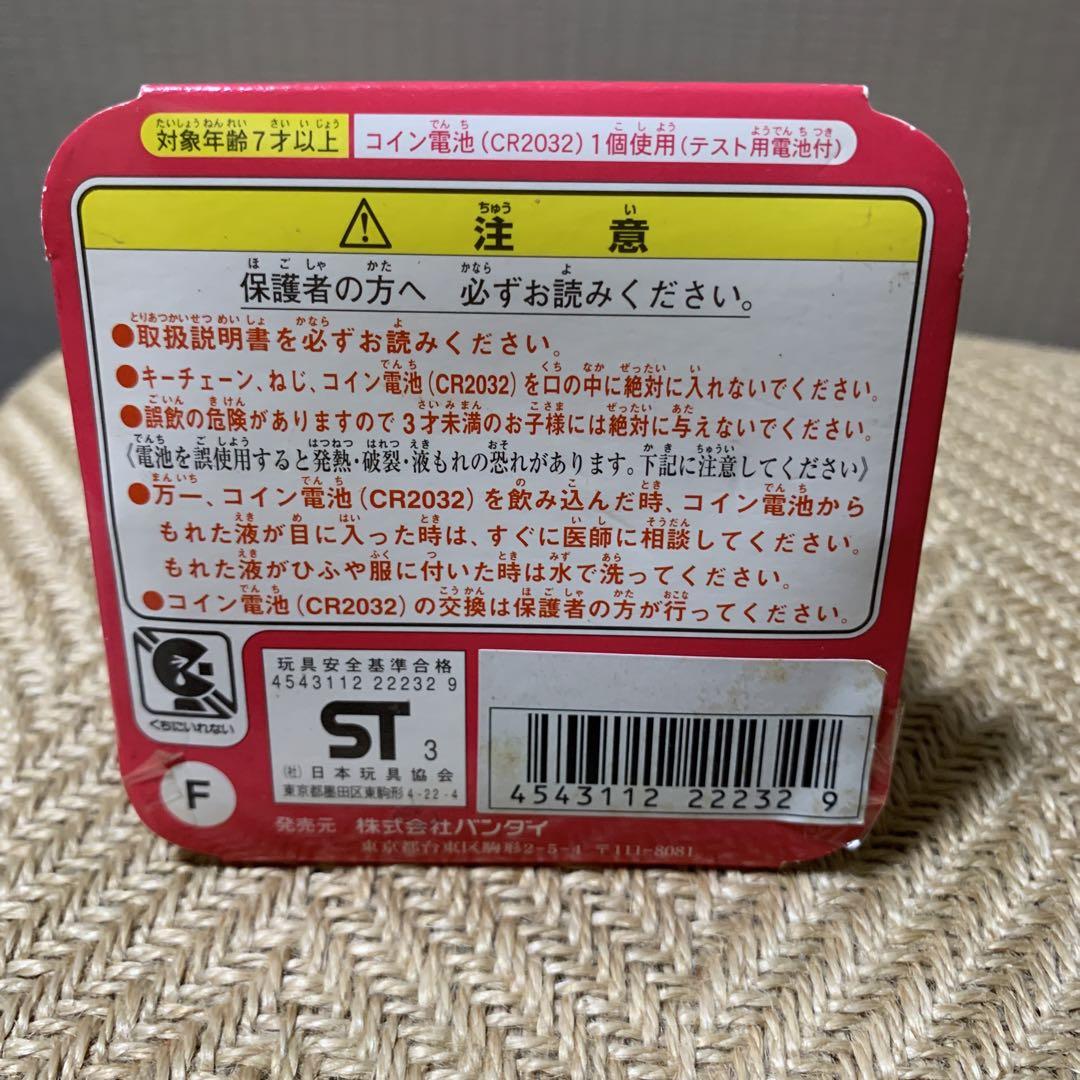 対象年齢7才以上
コイン電池(CR2032)1個使用(テスト用電池付)
注意
保護者の方へ 必ずお読みください。
●取扱説明書を必ずお読みください。
●キーチェーン、ねじ、コイン電池(CR2032)を口の中に絶対に入れないでください。
●誤飲の危険がありますので3才未満のお子様には絶対に与えないでください。
《電池を誤使用すると発熱・破裂・液もれの恐れがあります。下記に注意してください》
●万一、コイン電池(CR2032)を飲み込んだ時、コイン電池から
もれた液が目に入った時は、すぐに医師に相談してください。
もれた液がひふや服に付いた時は水で洗ってください。
●コイン電池(CR2032)の交換は保護者の方が行ってください。
くちにいれない
F
玩具安全基準合格
4543112 22232 9
ST 3
(社)日本玩具協会
東京都墨田区東駒形4-22-4
4543112 222329
発売元 株式会社バンダイ
東京都台東区駒形2-5-4 〒111-8081